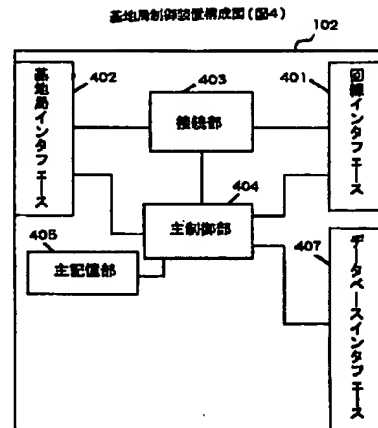 基地局制御装置構成図(図4)
102
402
403
401
基地局インタフェース
接続部
回線インタフェース
404
主制御部
405
主記憶部
407
データベースインタフェース